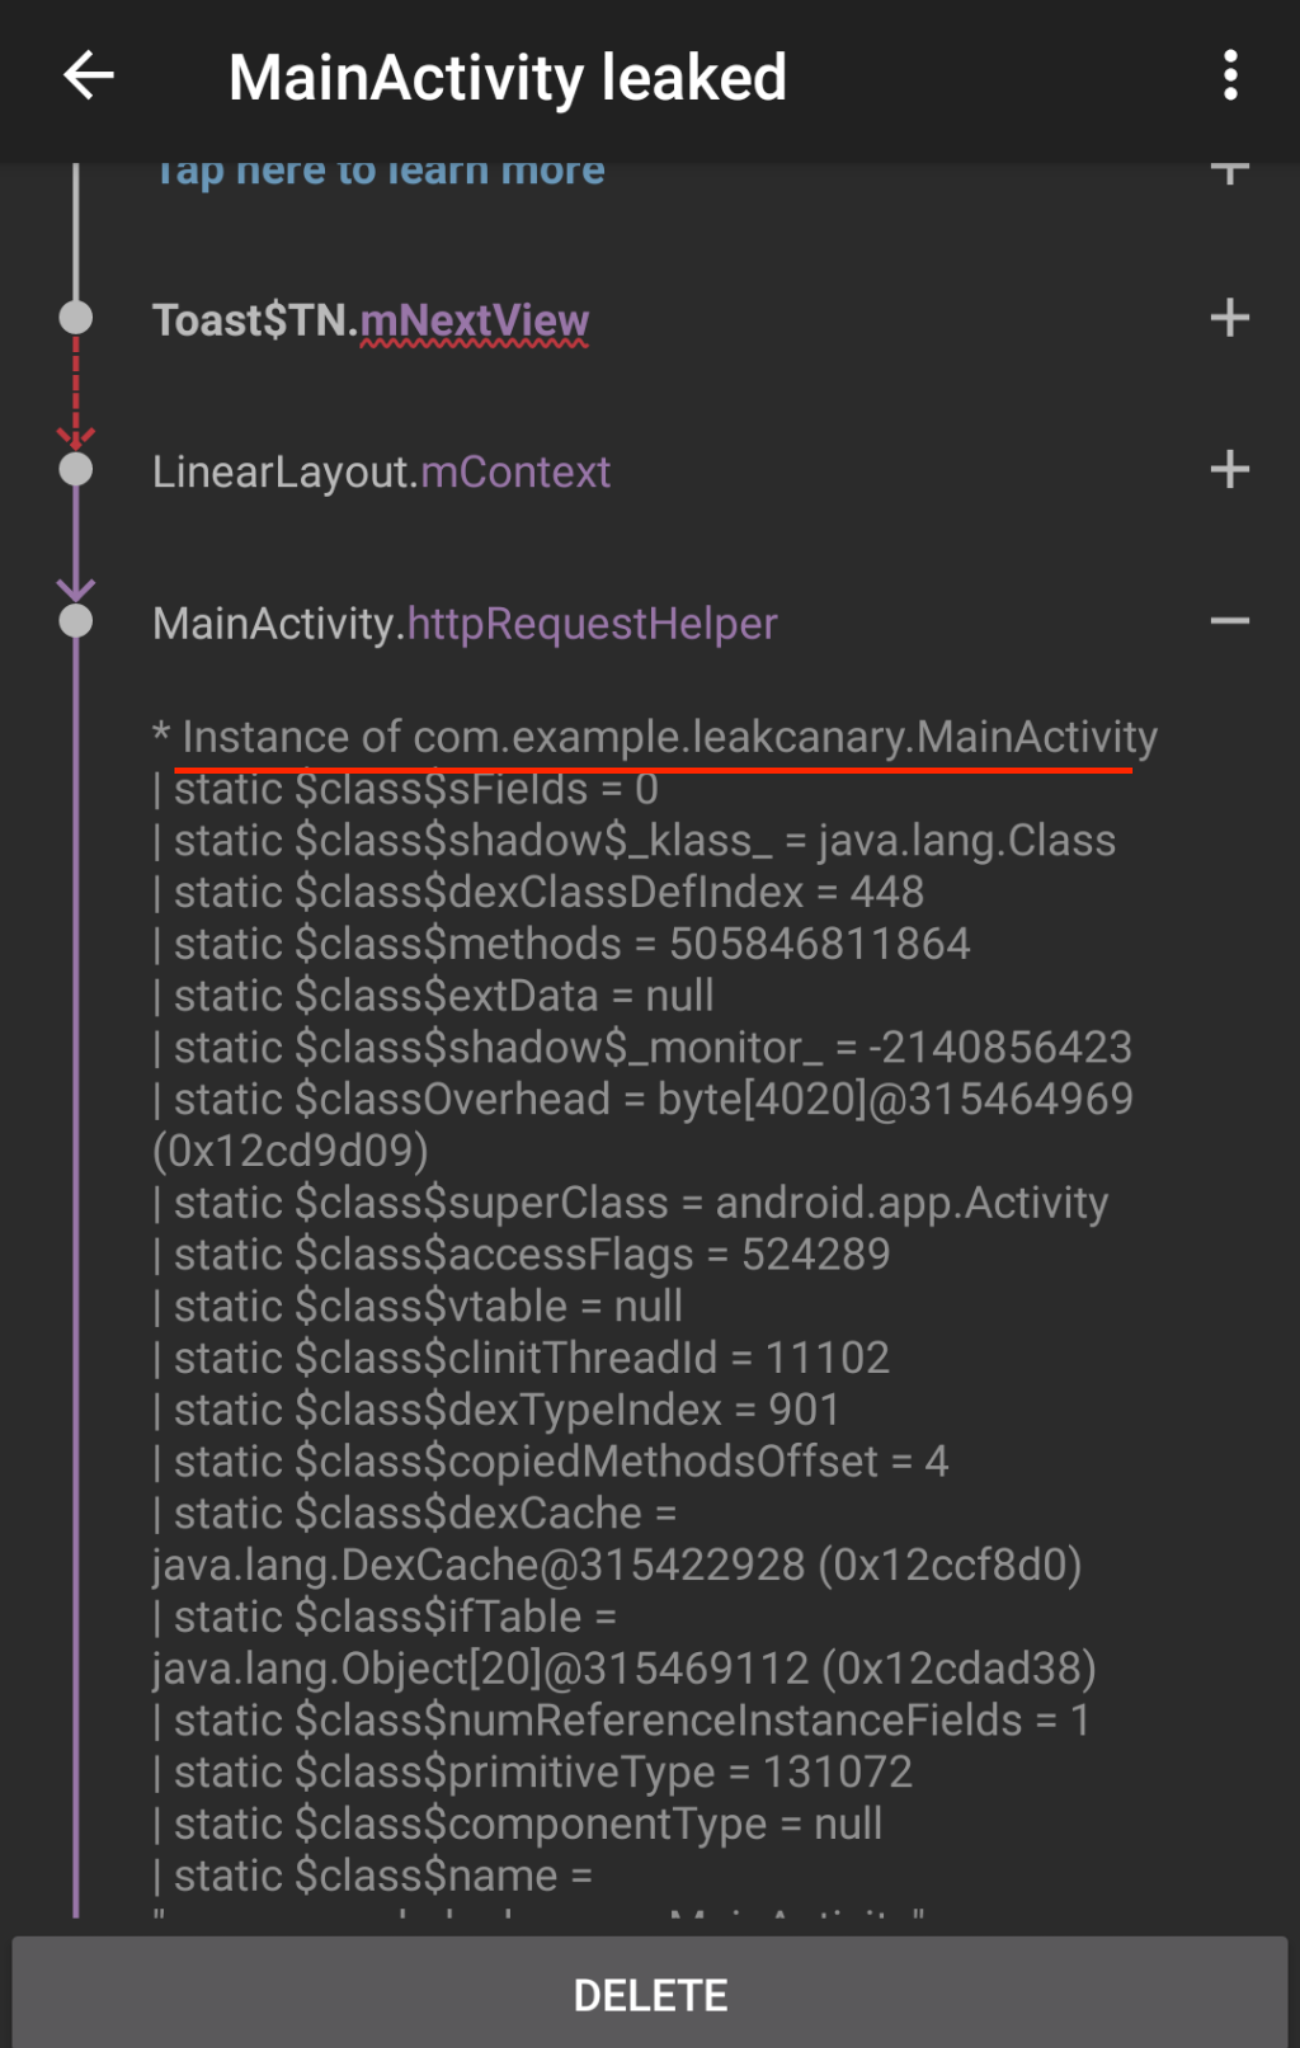 MainActivity leaked
Tap here to learn more
Toast$TN.mNextView
LinearLayout.mContext
MainActivity.httpRequestHelper
* Instance of com.example.leakcanary.MainActivity
| static $class$sFields = 0
| static $class$shadow$_klass_ = java.lang.Class
| static $class$dexClassDefIndex = 448
| static $class$methods = 505846811864
| static $class$extData = null
| static $class$shadow$_monitor_ = -2140856423
| static $classOverhead = byte[4020]@315464969
(0x12cd9d09)
| static $class$superClass = android.app.Activity
| static $class$accessFlags = 524289
| static $class$vtable = null
| static $class$clinitThreadId = 11102
| static $class$dexTypeIndex = 901
| static $class$copiedMethodsOffset = 4
| static $class$dexCache =
java.lang.DexCache@315422928 (0x12ccf8d0)
| static $class$ifTable =
java.lang.Object[20]@315469112 (0x12cdad38)
| static $class$numReferenceInstanceFields = 1
| static $class$primitiveType = 131072
| static $class$componentType = null
| static $class$name =
DELETE